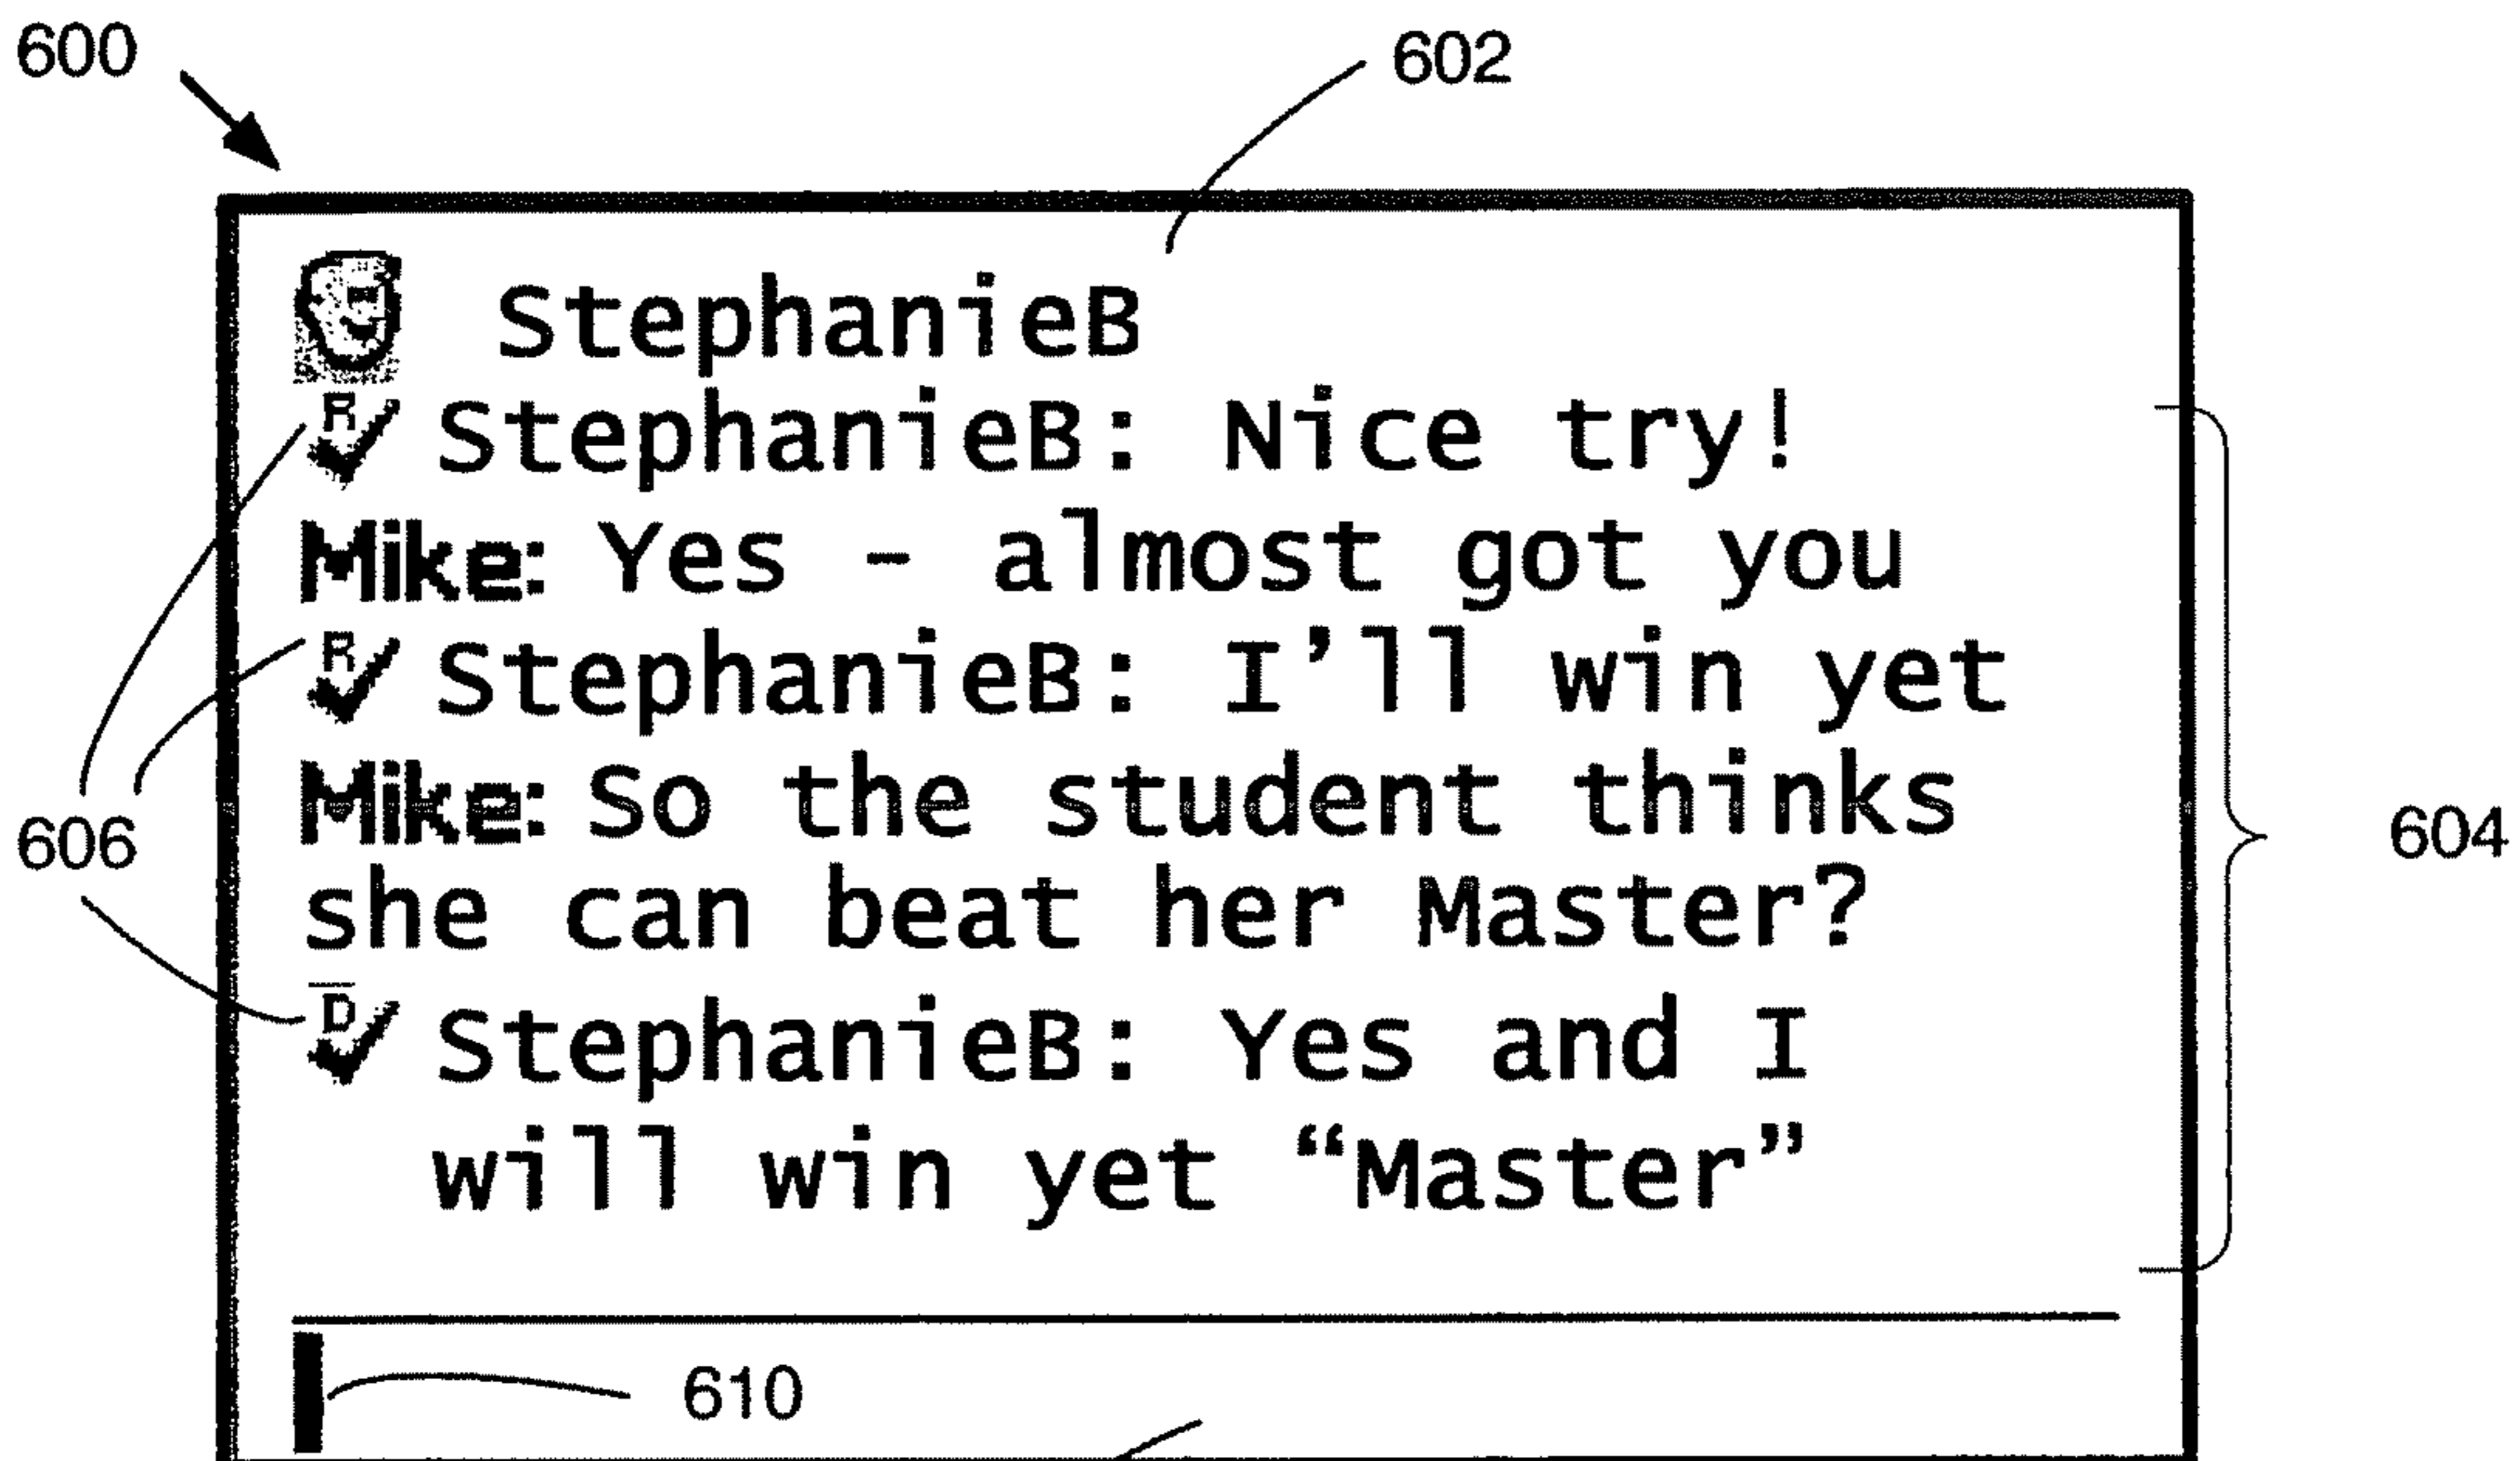 600
602
StephanieB
R StephanieB: Nice try!
Mike: Yes - almost got you
R StephanieB: I’ll win yet
Mike: So the student thinks
604
606
she can beat her Master?
D StephanieB: Yes and I
will win yet “Master”
610